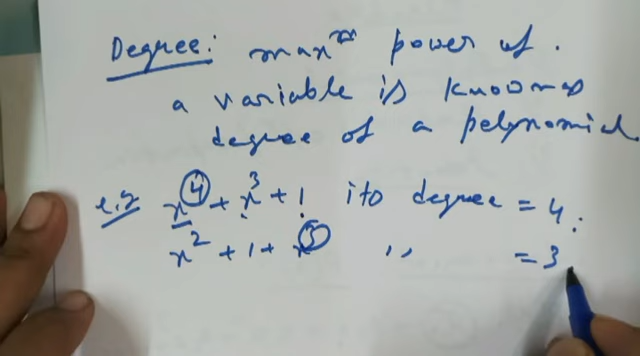 Degree: maxᵐ power of.
a variable is known as
degree of a polynomial
e.g x⁴ + x³ + 1 its degree = 4.
x² + 1 + x³ ,, = 3